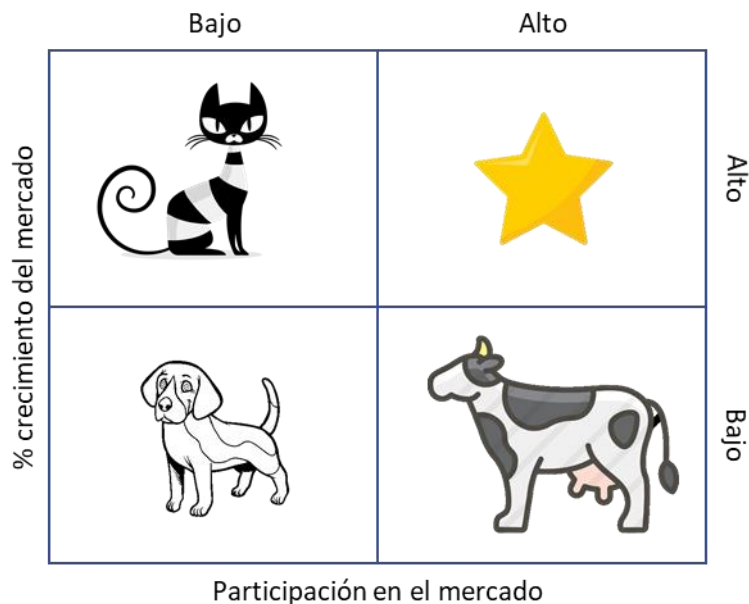 Bajo
Alto
% crecimiento del mercado
Alto
Bajo
Participación en el mercado